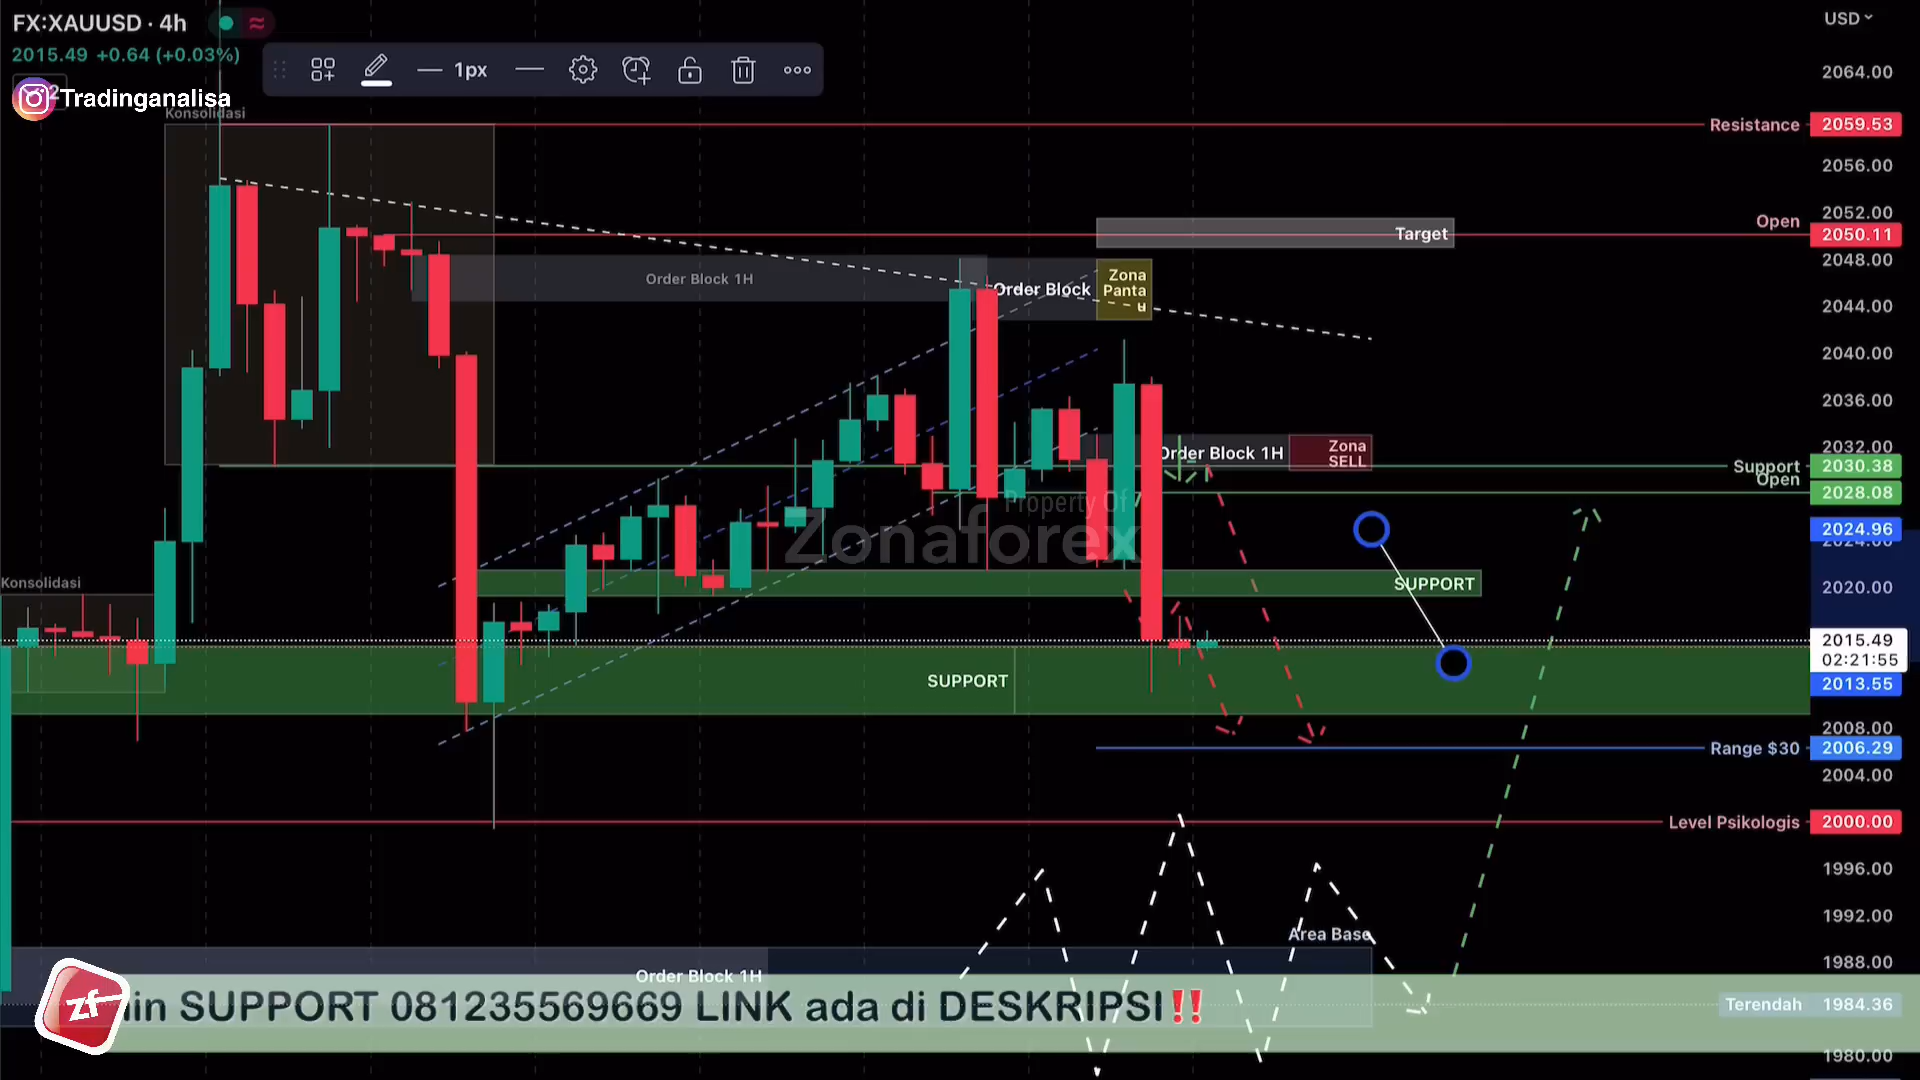 FX:XAUUSD · 4h
USD
2015.49 +0.64 (+0.03%)
1px
2064.00
Tradinganalisa
Konsolidasi
Resistance 2059.53
2056.00
2052.00
Open
Target
2050.11
2048.00
Order Block 1H
Order Block
Zona
Panta
u
2044.00
2040.00
2036.00
2032.00
Order Block 1H
Zona
SELL
Support 2030.38
Open
2028.08
Property Of
Zonaforex
2024.96
2024.00
Konsolidasi
SUPPORT
2020.00
2015.49
02:21:55
SUPPORT
2013.55
2008.00
Range $30 2006.29
2004.00
Level Psikologis 2000.00
1996.00
1992.00
Area Base
1988.00
Order Block 1H
zf
min SUPPORT 081235569669 LINK ada di DESKRIPSI‼️
Terendah 1984.36
1980.00